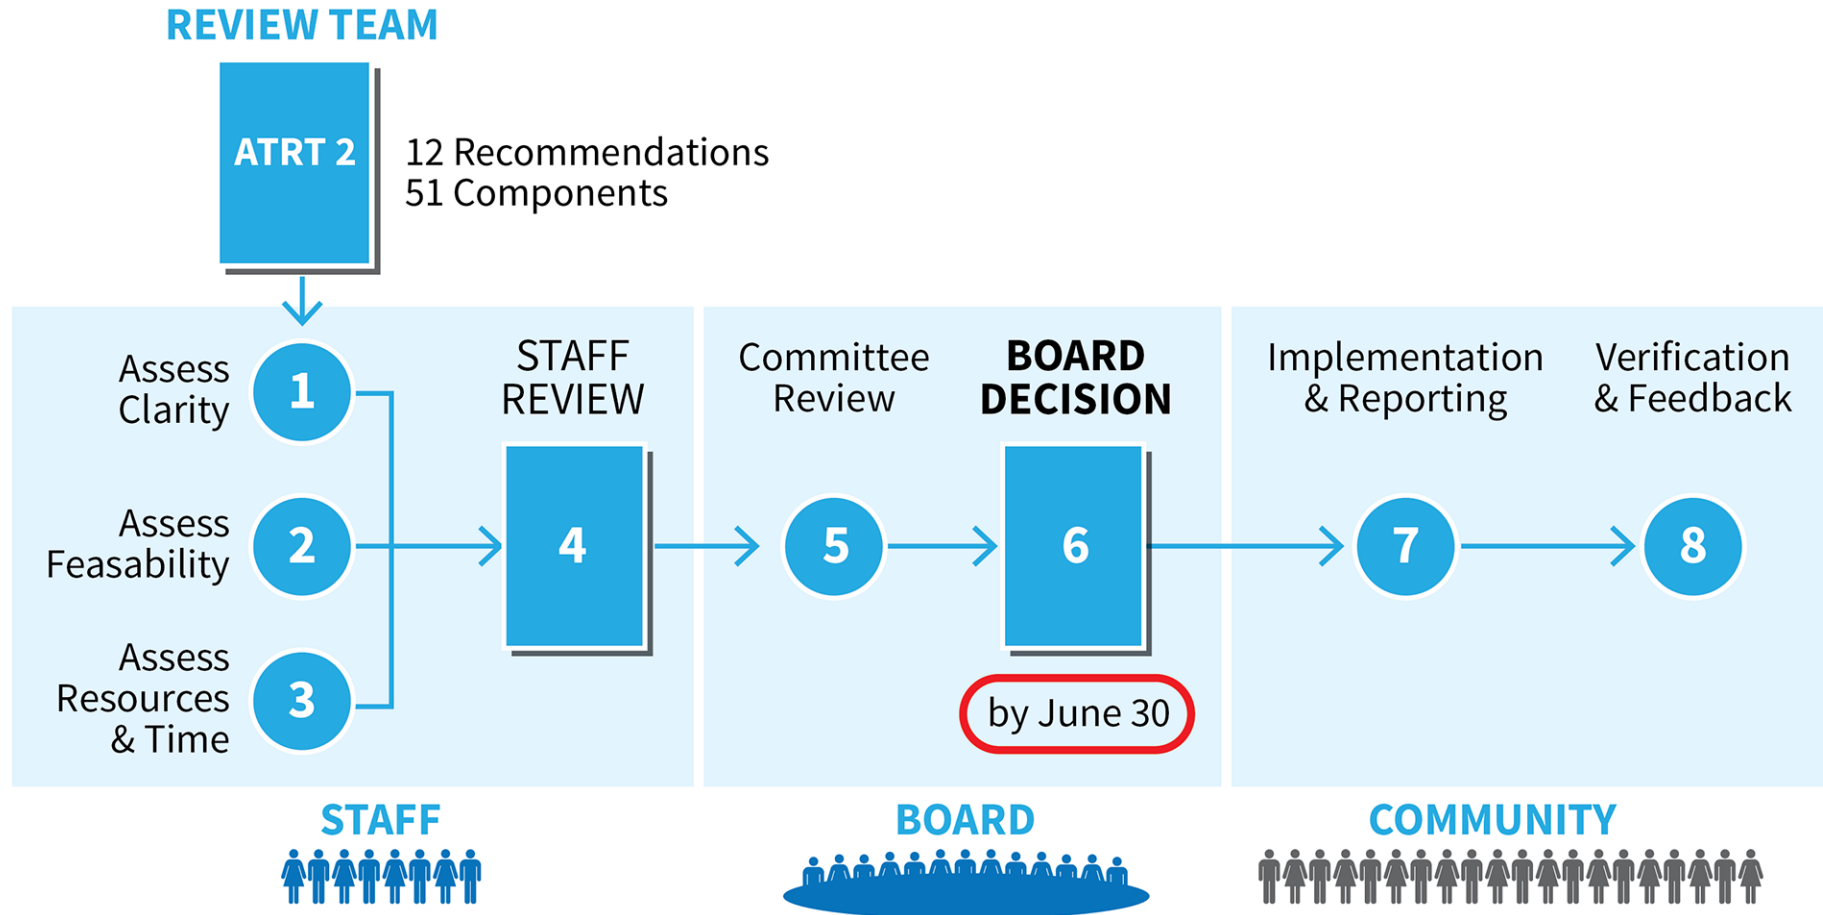 REVIEW TEAM
ATRT 2
12 Recommendations
51 Components
Assess
Clarity
1
Assess
Feasability
2
Assess
Resources
& Time
3
STAFF
REVIEW
4
Committee
Review
5
BOARD
DECISION
6
by June 30
Implementation
& Reporting
7
Verification
& Feedback
8
STAFF
BOARD
COMMUNITY